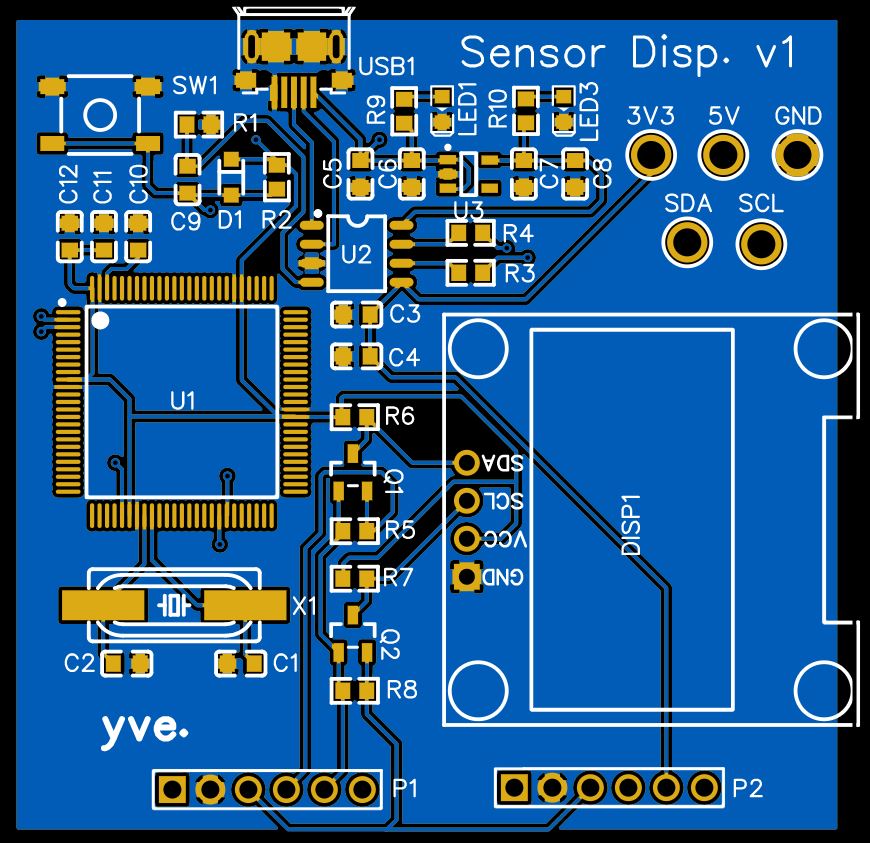 Sensor Disp. v1
USB1
SW1
R9
LED1
R10
LED3
3V3
5V
GND
R1
C12
C11
C10
C9
D1
R2
C5
C6
C7
C8
U3
SDA
SCL
U2
R4
R3
C3
C4
U1
R6
Q1
R5
R7
Q2
R8
SDA
SCL
VCC
GND
DISP1
X1
C2
C1
yve.
P1
P2